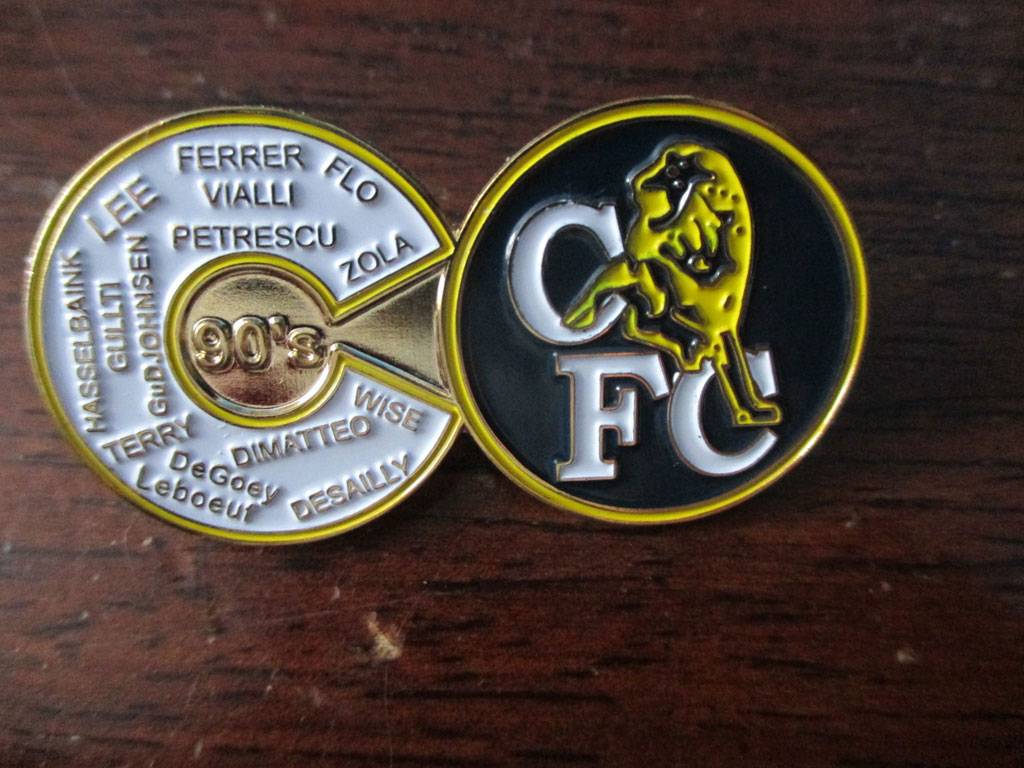 FERRER
FLO
VIALLI
LEE
PETRESCU
ZOLA
HASSELBAINK
GULLTI
GuDJOHNSEN
90's
TERRY
DIMATTEO
WISE
DeGoey
Leboeuf
DESAILLY
C
FC